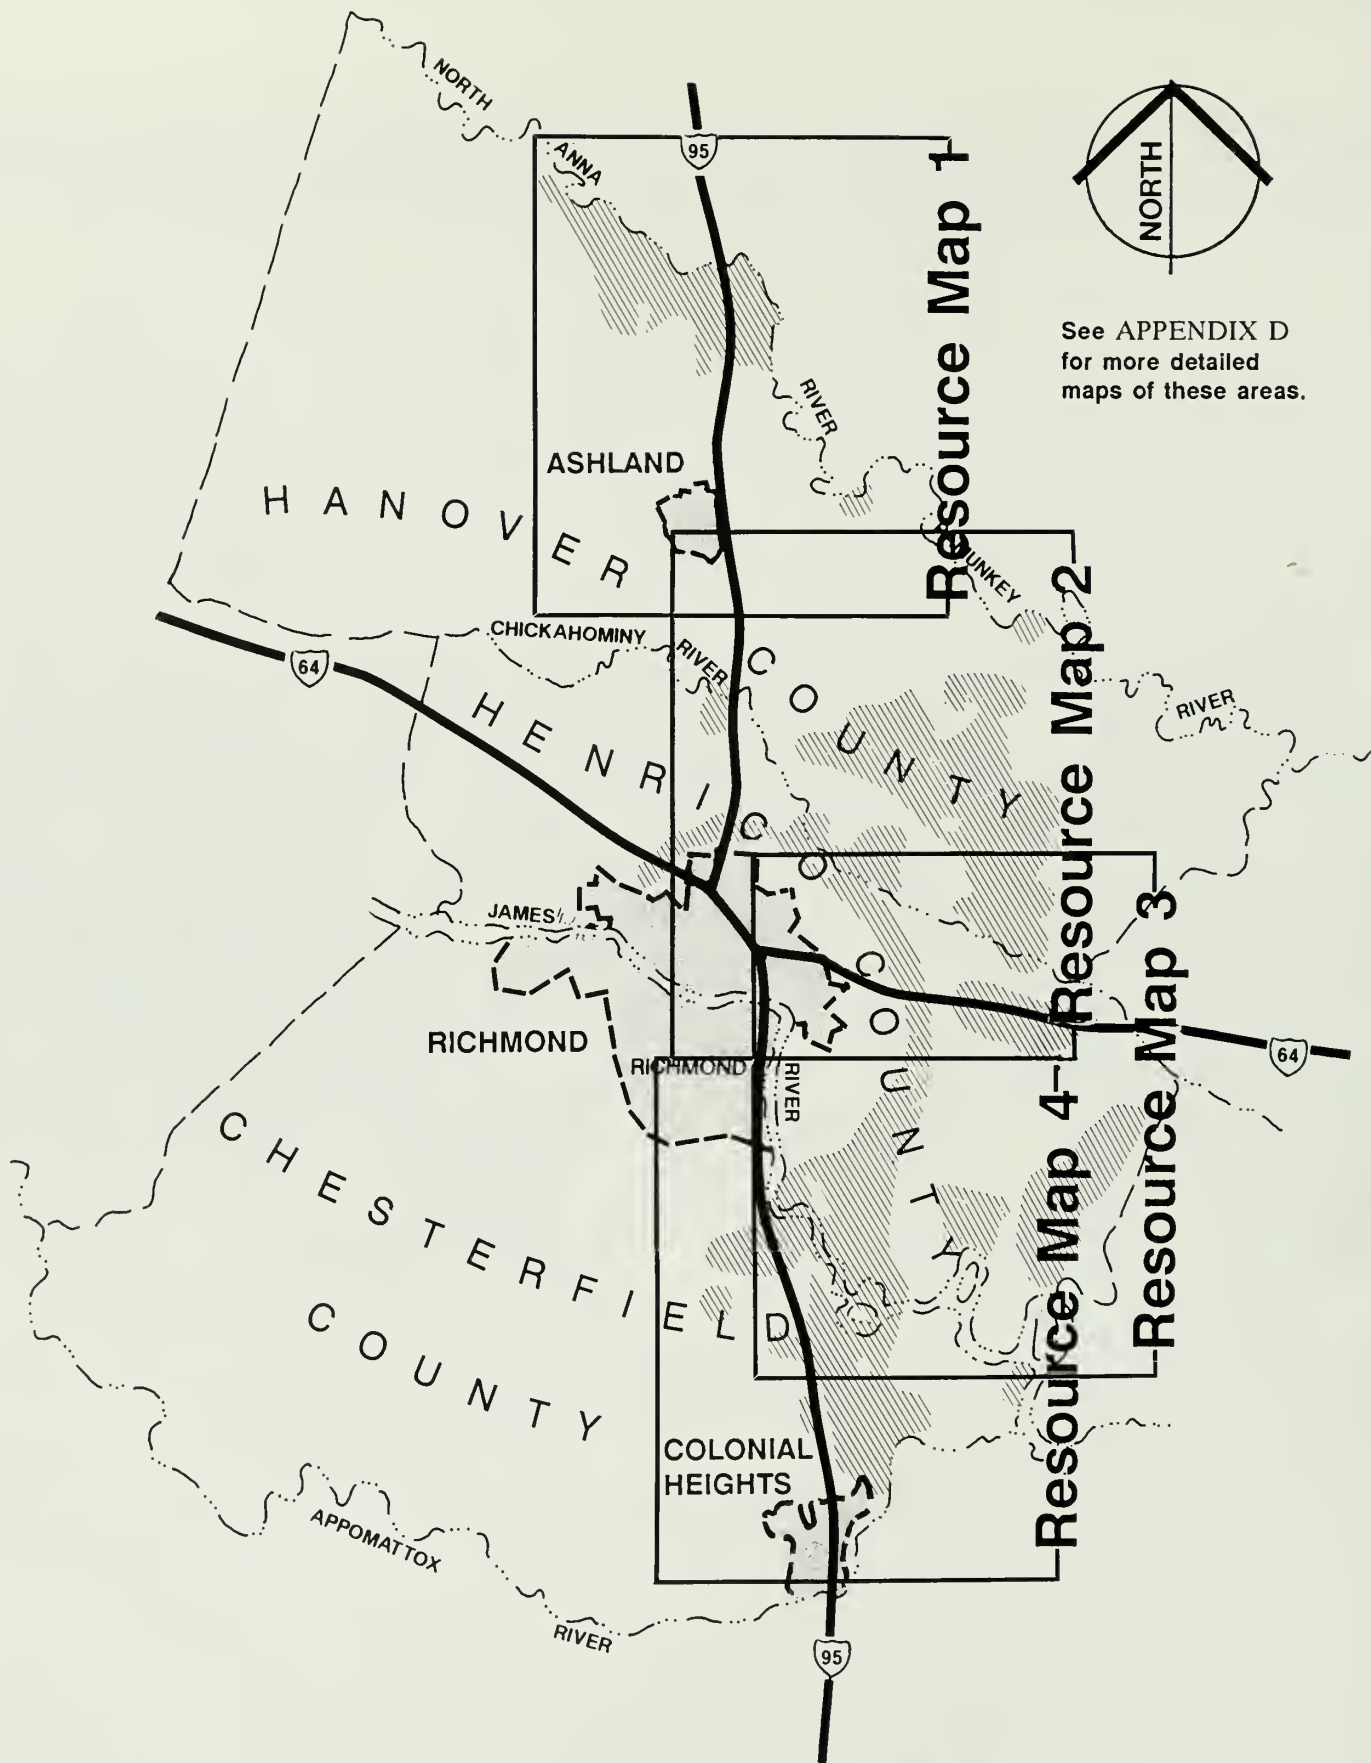 NORTH
ANNA
95
Resource Map 1
NORTH
See APPENDIX D
for more detailed
maps of these areas.
RIVER
ASHLAND
HANOVER
Resource Map 2
CHICKAHOMINY
RIVER
COUNTY
64
RIVER
HENRICO
COUNTY
JAMES
Resource Map 3
RICHMOND
RICHMOND
RIVER
64
Resource Map 4
CHESTERFIELD
COUNTY
COLONIAL
HEIGHTS
APPOMATTOX
RIVER
95